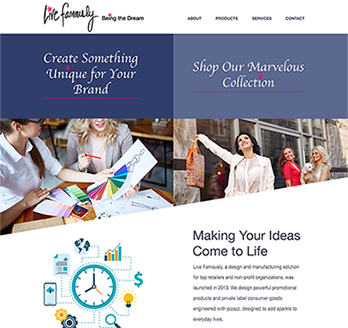 Live Famously Being the Dream
ABOUT PRODUCTS SERVICES CONTACT
Create Something
Unique for Your
Brand
Shop Our Marvelous
Collection
Making Your Ideas
Come to Life
Live Famously, a design and manufacturing solution
for top retailers and non-profit organizations, was
launched in 2013. We design powerful promotional
products and private label consumer goods
engineered with pizazz, designed to add sparkle to
everyday lives.